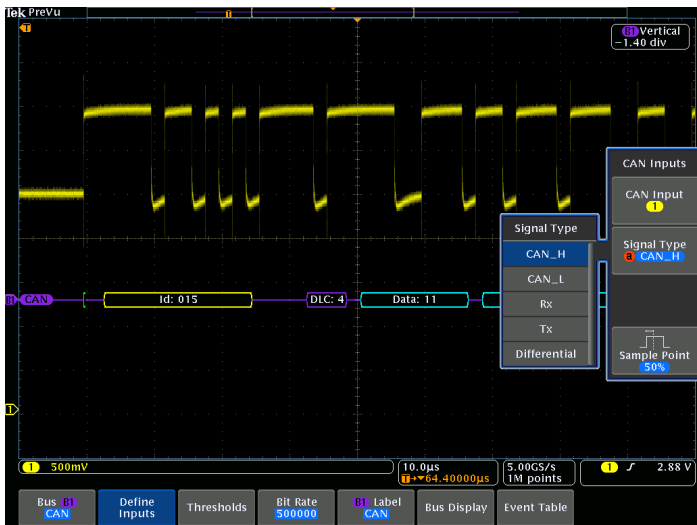 Tek PreVu
T
T
B1 Vertical
-1.40 div
CAN Inputs
CAN Input
1
Signal Type
CAN_H
CAN_L
Rx
Tx
Differential
Signal Type
a CAN_H
B1 CAN
Id: 015
DLC: 4
Data: 11
Sample Point
50%
1
1 500mV
10.0µs
T→▼64.40000µs
5.00GS/s
1M points
1 2.88 V
Bus B1
CAN
Define
Inputs
Thresholds
Bit Rate
500000
B1 Label
CAN
Bus Display
Event Table